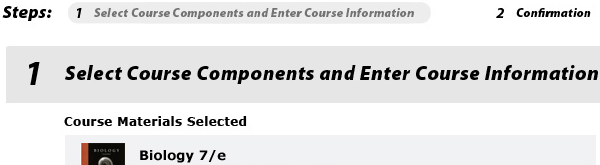 Steps: 1 Select Course Components and Enter Course Information 2 Confirmation
1 Select Course Components and Enter Course Information
Course Materials Selected
BIOLOGY
Biology 7/e